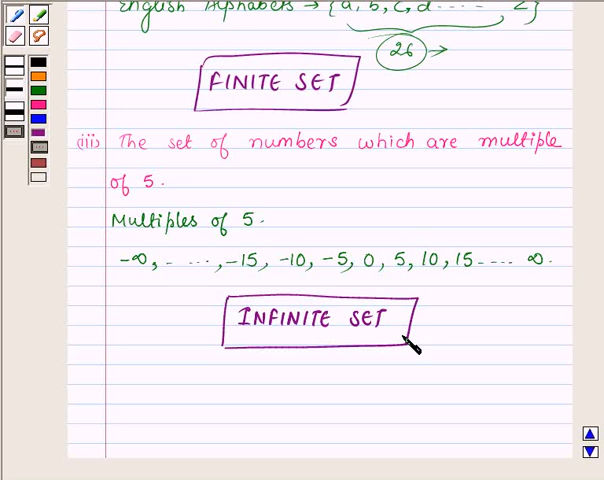 English Alphabets → {a, b, c, d..... z}
26 →
FINITE SET
(iii) The set of numbers which are multiple
of 5.
Multiples of 5.
-∞, . ..., -15, -10, -5, 0, 5, 10, 15.... ∞.
INFINITE SET